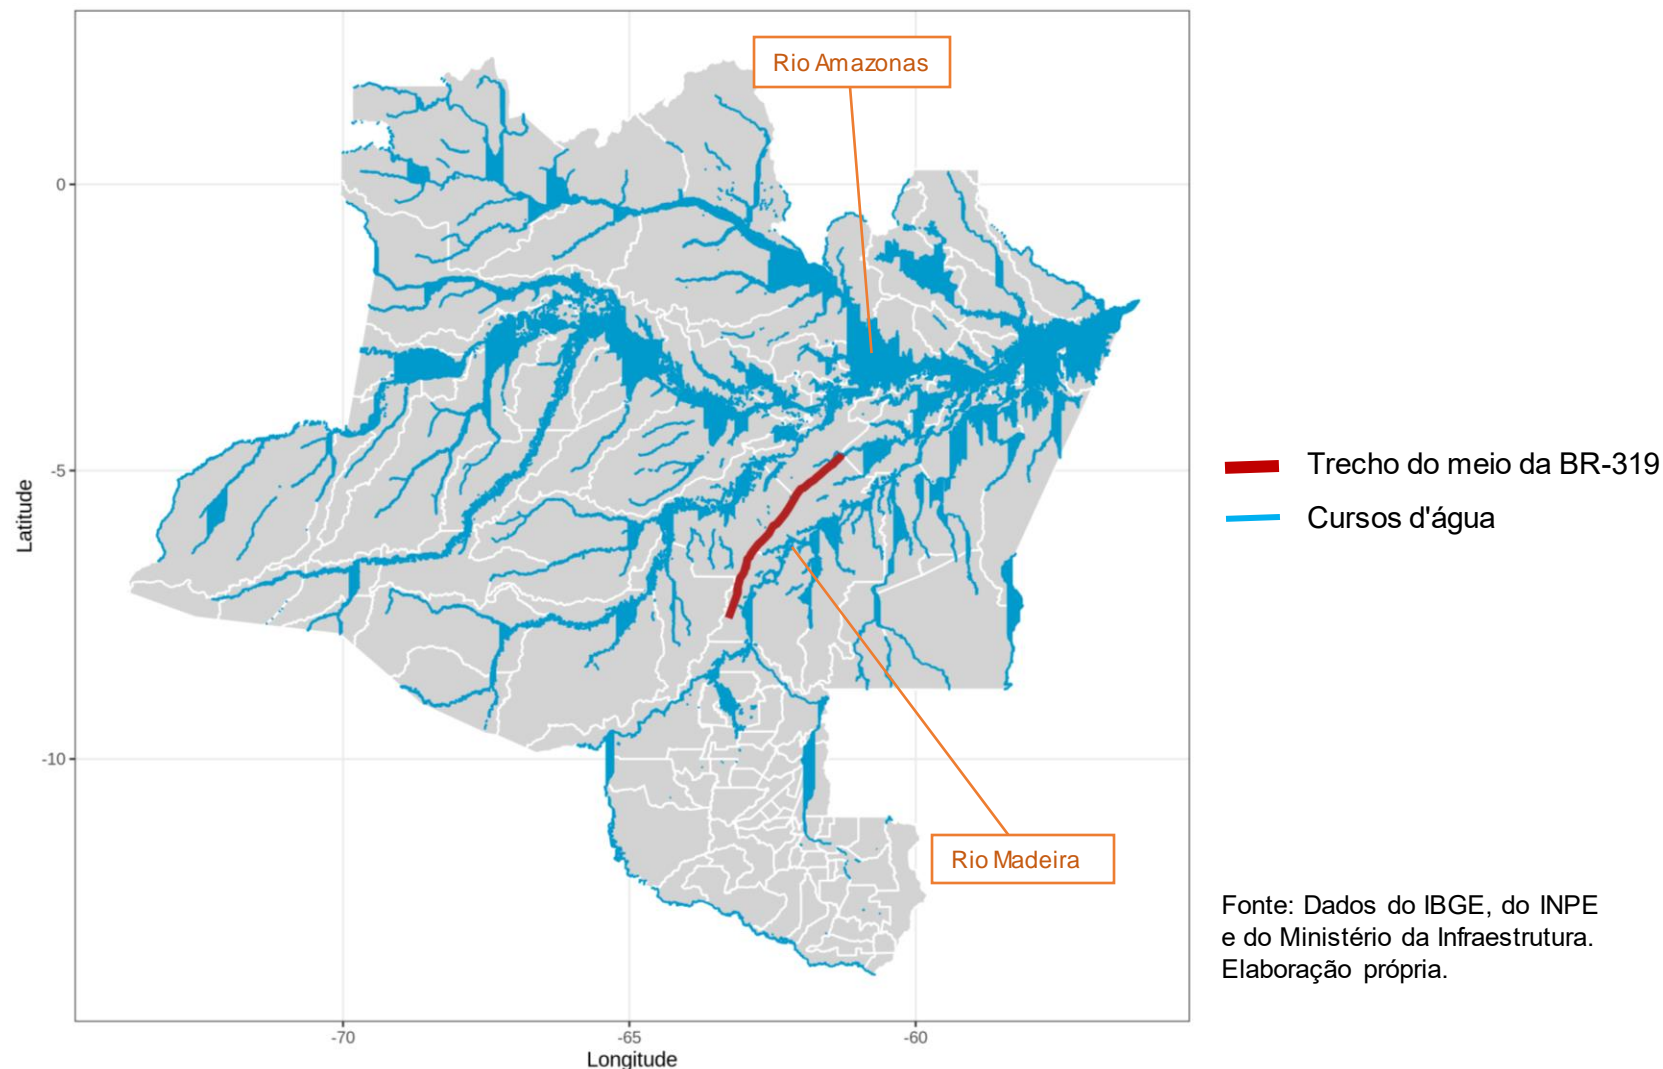 Rio Amazonas
0
-5
-10
Latitude
-70
-65
-60
Longitude
Rio Madeira
Trecho do meio da BR-319
Cursos d'água
Fonte: Dados do IBGE, do INPE
e do Ministério da Infraestrutura.
Elaboração própria.